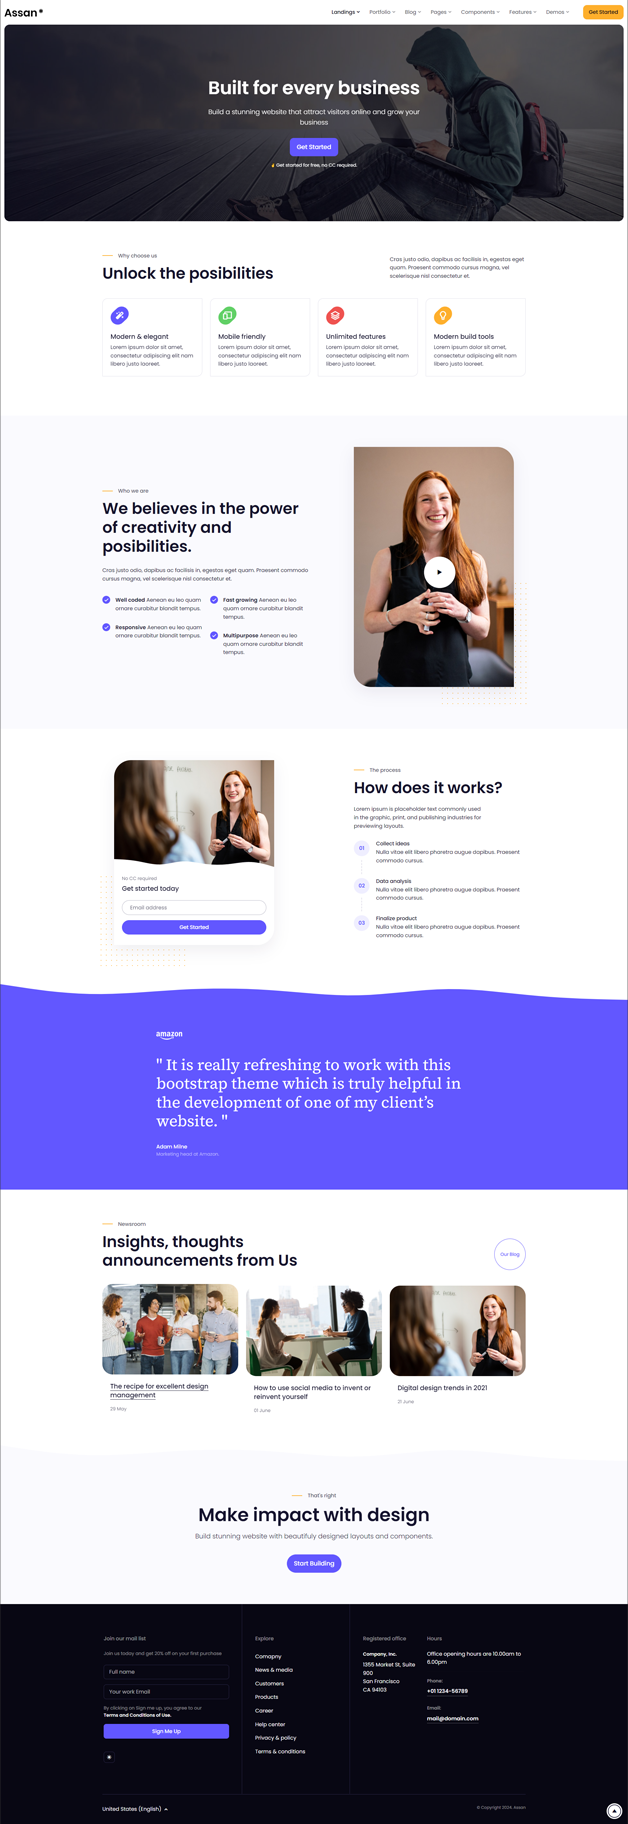 Assan*
Landings Portfolio Blog Pages Components Features Demos Get Started
Built for every business
Build a stunning website that attract visitors online and grow your
business
Get Started
Get started for free, no CC required.
Why choose us
Unlock the posibilities
Cras justo odio, dapibus ac facilisis in, egestas eget
quam. Praesent commodo cursus magna, vel
scelerisque nisl consectetur et.
Modern & elegant
Lorem ipsum dolor sit amet,
consectetur adipiscing elit nam
libero justo laoreet.
Mobile friendly
Lorem ipsum dolor sit amet,
consectetur adipiscing elit nam
libero justo laoreet.
Unlimited features
Lorem ipsum dolor sit amet,
consectetur adipiscing elit nam
libero justo laoreet.
Modern build tools
Lorem ipsum dolor sit amet,
consectetur adipiscing elit nam
libero justo laoreet.
Who we are
We believes in the power
of creativity and
posibilities.
Cras justo odio, dapibus ac facilisis in, egestas eget quam. Praesent commodo
cursus magna, vel scelerisque nisl consectetur et.
Well coded Aenean eu leo quam
ornare curabitur blandit tempus.
Responsive Aenean eu leo quam
ornare curabitur blandit tempus.
Fast growing Aenean eu leo
quam ornare curabitur blandit
tempus.
Multipurpose Aenean eu leo
quam ornare curabitur blandit
tempus.
No CC required
Get started today
Email address
Get Started
The process
How does it works?
Lorem Ipsum is placeholder text commonly used
in the graphic, print, and publishing industries for
previewing layouts.
01
Collect ideas
Nulla vitae elit libero pharetra augue dapibus. Praesent
commodo cursus.
02
Data analysis
Nulla vitae elit libero pharetra augue dapibus. Praesent
commodo cursus.
03
Finalize product
Nulla vitae elit libero pharetra augue dapibus. Praesent
commodo cursus.
amazon
" It is really refreshing to work with this
bootstrap theme which is truly helpful in
the development of one of my client’s
website. "
Adam Milne
Marketing head at Amazon.
Newsroom
Insights, thoughts
announcements from Us
Our Blog
The recipe for excellent design
management
29 May
How to use social media to invent or
reinvent yourself
01 June
Digital design trends in 2021
21 June
That's right
Make impact with design
Build stunning website with beautifuly designed layouts and components.
Start Building
Join our mail list
Join us today and get 20% off on your first purchase
Full name
Your work Email
By clicking on Sign me up, you agree to our
Terms and Conditions of Use.
Sign Me Up
Explore
Comapny
News & media
Customers
Products
Career
Help center
Privacy & policy
Terms & conditions
Registered office
Company, Inc.
1355 Market St, Suite
900
San Francisco
CA 94103
Hours
Office opening hours are 10.00am to
6.00pm
Phone:
+01 1234-56789
Email:
mail@domain.com
United States (English)
© Copyright 2024. Assan